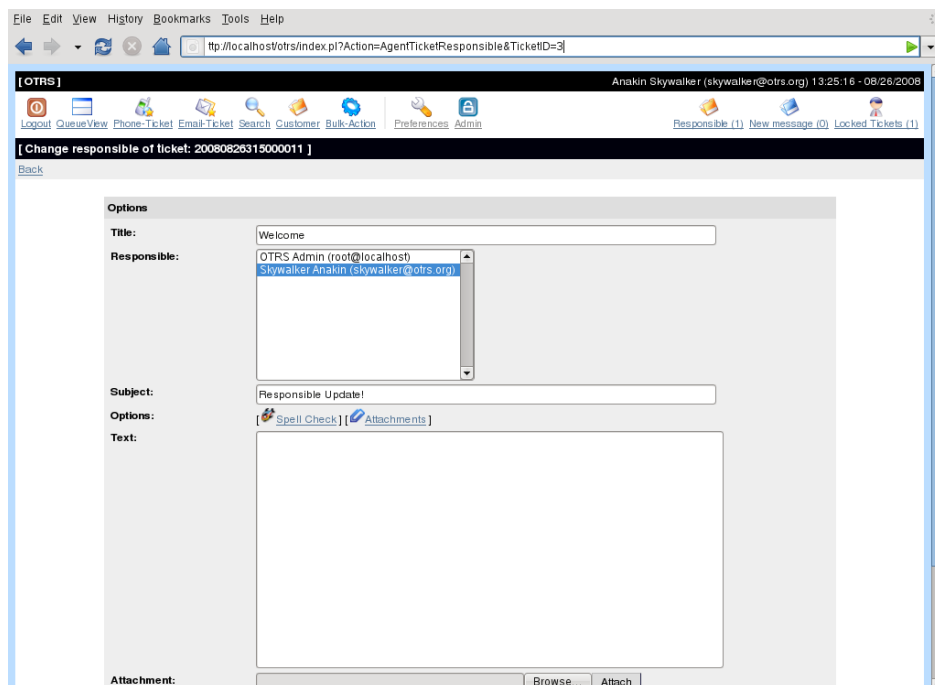 File Edit View History Bookmarks Tools Help
ttp://localhost/otrs/index.pl?Action=AgentTicketResponsible&TicketID=3
[ OTRS ] Anakin Skywalker (skywalker@otrs.org) 13:25:16 - 08/26/2008
Logout QueueView Phone-Ticket Email-Ticket Search Customer Bulk-Action Preferences Admin Responsible (1) New message (0) Locked Tickets (1)
[ Change responsible of ticket: 20080826315000011 ]
Back
Options
Title: Welcome
Responsible: OTRS Admin (root@localhost)
Skywalker Anakin (skywalker@otrs.org)
Subject: Responsible Update!
Options: [ Spell Check ] [ Attachments ]
Text:
Attachment: Browse... Attach